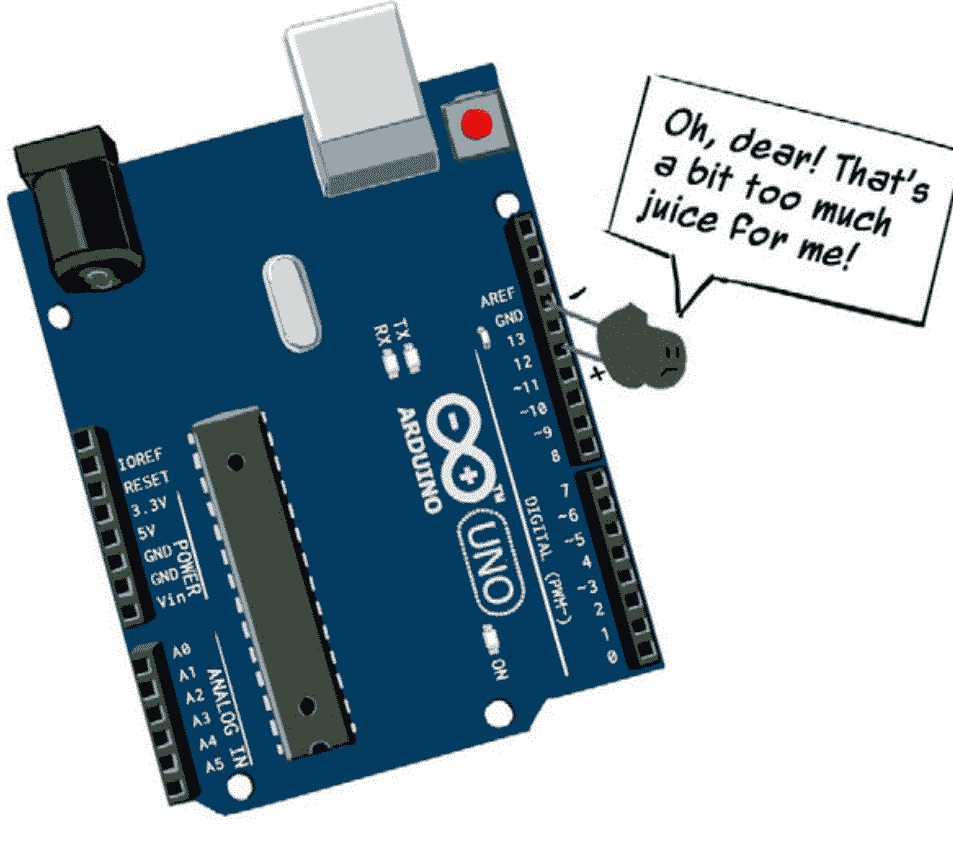 Oh, dear! That's
a bit too much
juice for me!
AREF
GND
13
12
~11
~10
~9
8
7
~6
~5
4
~3
2
1
0
DIGITAL (PWM~)
TX
RX
ARDUINO
TM
UNO
ON
IOREF
RESET
3.3V
5V
GND
GND
Vin
POWER
A0
A1
A2
A3
A4
A5
ANALOG IN